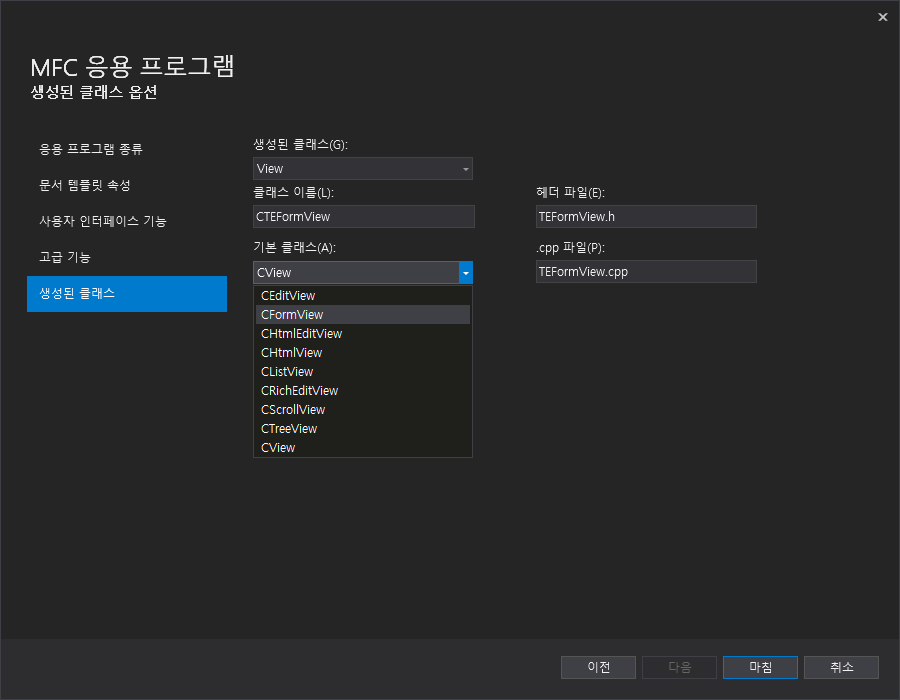 MFC 응용 프로그램
생성된 클래스 옵션
응용 프로그램 종류
문서 템플릿 속성
사용자 인터페이스 기능
고급 기능
생성된 클래스
생성된 클래스(G):
View
클래스 이름(L):
CTEFormView
헤더 파일(E):
TEFormView.h
기본 클래스(A):
CView
.cpp 파일(P):
TEFormView.cpp
CEditView
CFormView
CHtmlEditView
CHtmlView
CListView
CRichEditView
CScrollView
CTreeView
CView
이전
다음
마침
취소